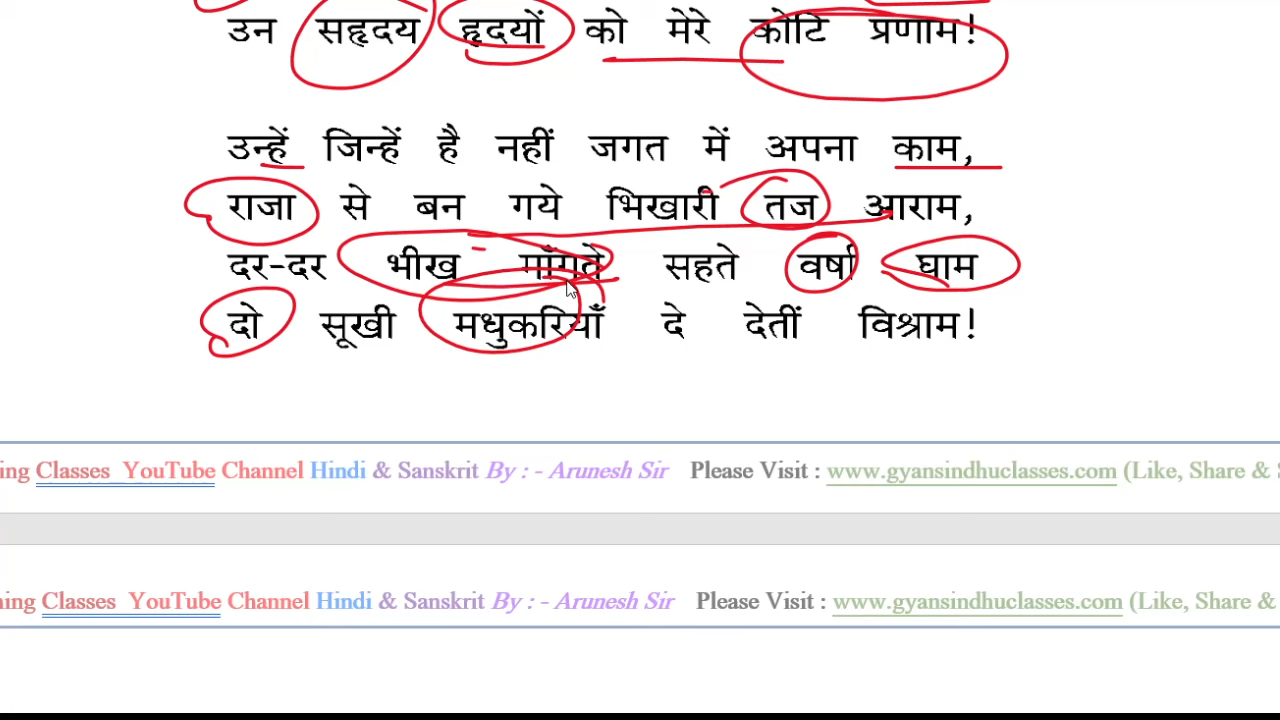 उन सहृदय हृदयों को मेरे कोटि प्रणाम!
उन्हें जिन्हें है नहीं जगत में अपना काम,
राजा से बन गये भिखारी तज आराम,
दर-दर भीख माँगते सहते वर्षा घाम
दो सूखी मधुकरियाँ दे देतीं विश्राम!
ing Classes YouTube Channel Hindi & Sanskrit By : - Arunesh Sir Please Visit : www.gyansindhuclasses.com (Like, Share &
ning Classes YouTube Channel Hindi & Sanskrit By : - Arunesh Sir Please Visit : www.gyansindhuclasses.com (Like, Share &